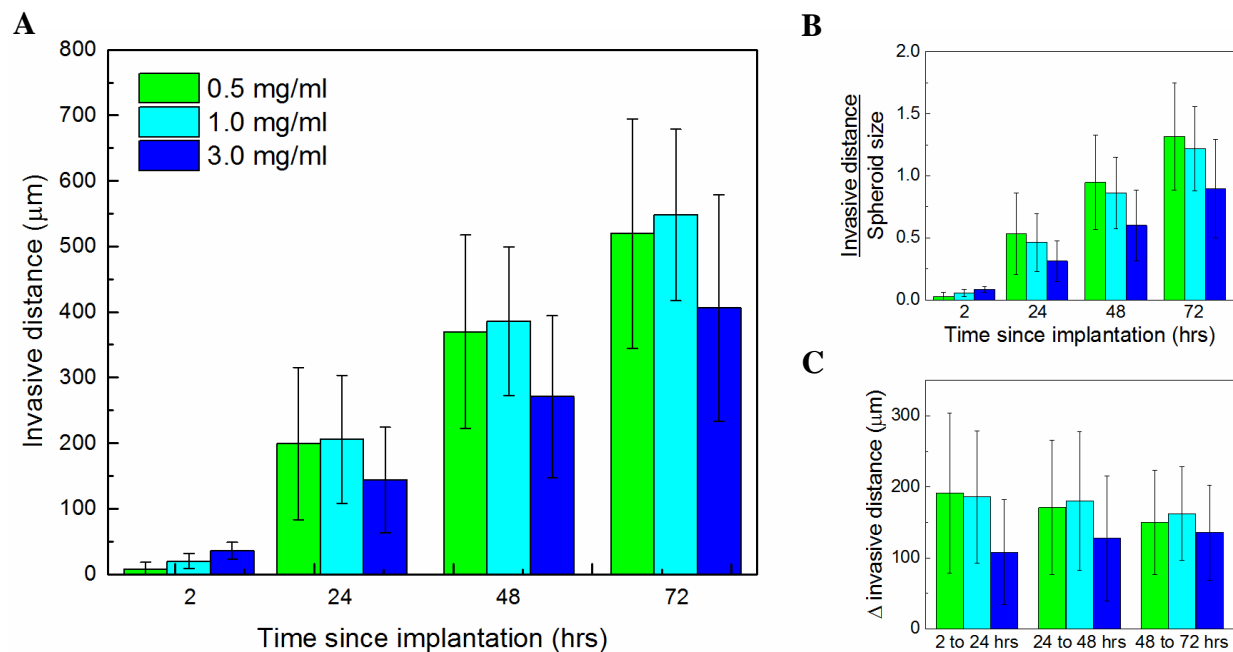 A
800
700
600
500
400
300
200
100
0
Invasive distance (μm)
0.5 mg/ml
1.0 mg/ml
3.0 mg/ml
2 24 48 72
Time since implantation (hrs)
B
2.0
1.5
1.0
0.5
0.0
Invasive distance
Spheroid size
2 24 48 72
Time since implantation (hrs)
C
300
200
100
0
Δ invasive distance (μm)
2 to 24 hrs 24 to 48 hrs 48 to 72 hrs